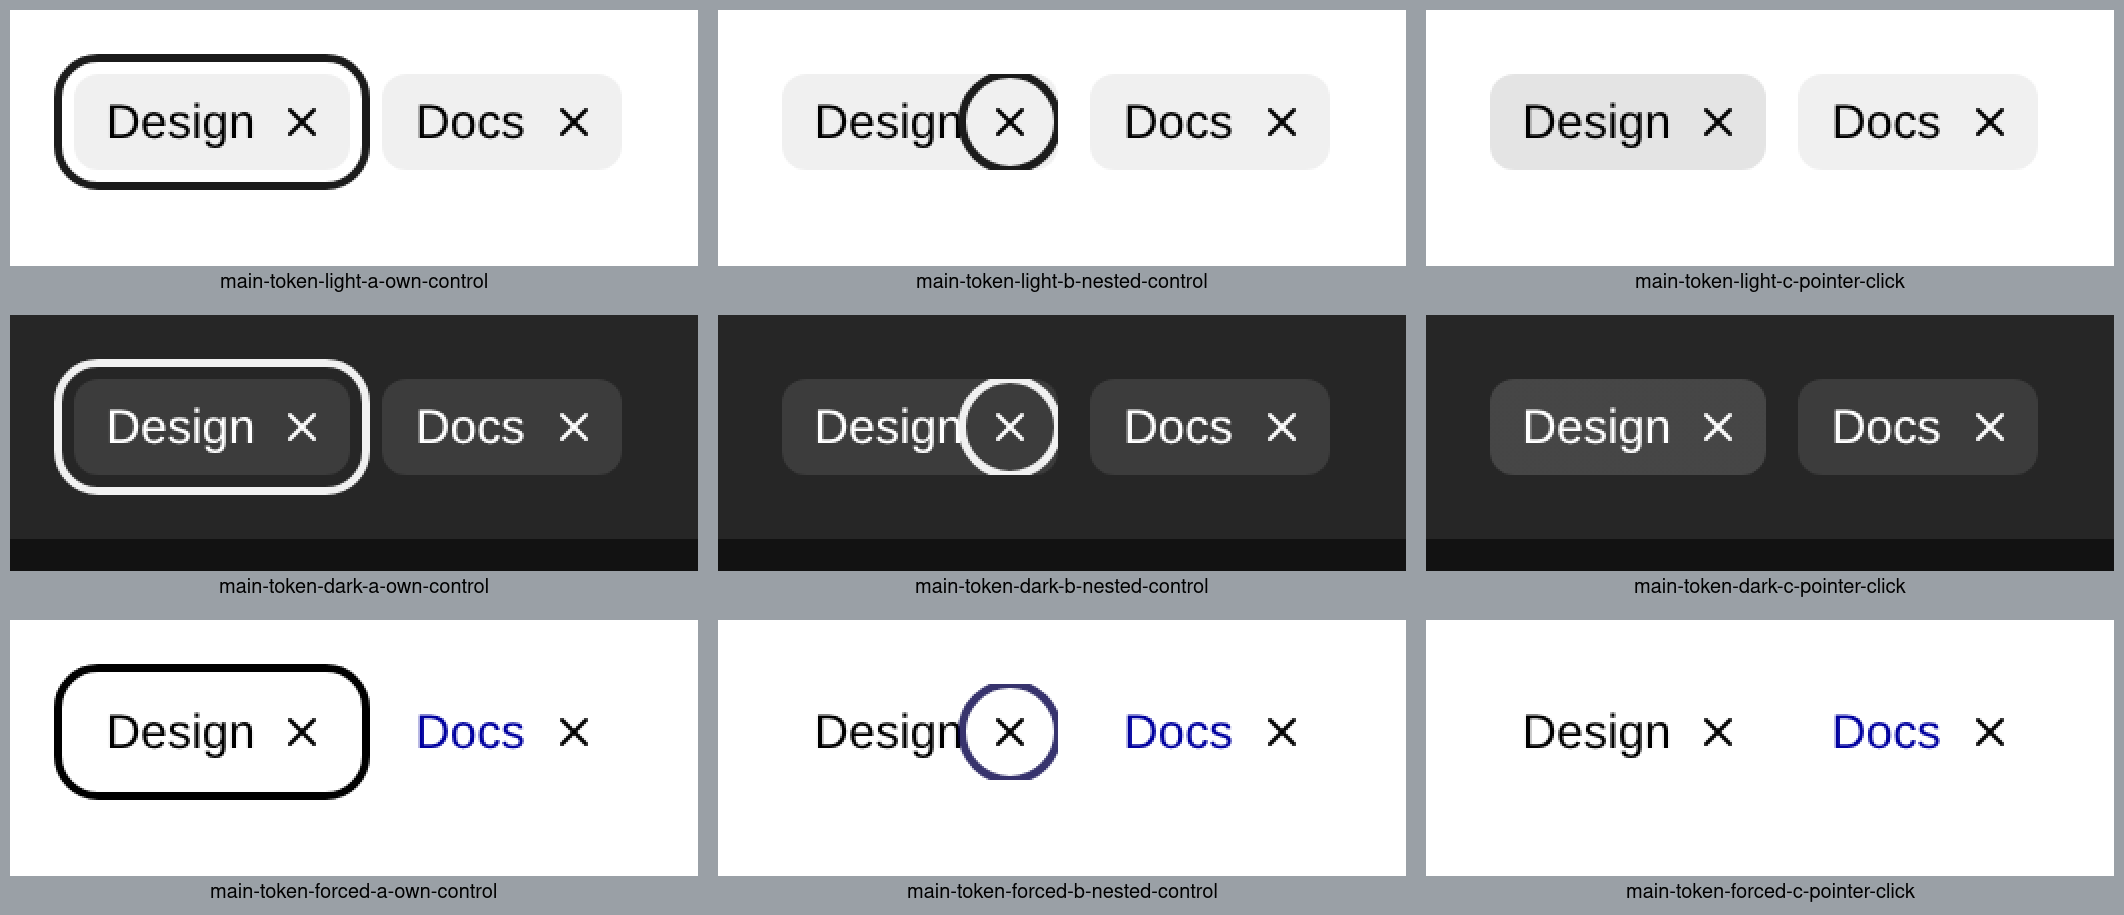 Design × Docs × Design × Docs × Design × Docs ×
main-token-light-a-own-control main-token-light-b-nested-control main-token-light-c-pointer-click
Design × Docs × Design × Docs × Design × Docs ×
main-token-dark-a-own-control main-token-dark-b-nested-control main-token-dark-c-pointer-click
Design × Docs × Design × Docs × Design × Docs ×
main-token-forced-a-own-control main-token-forced-b-nested-control main-token-forced-c-pointer-click